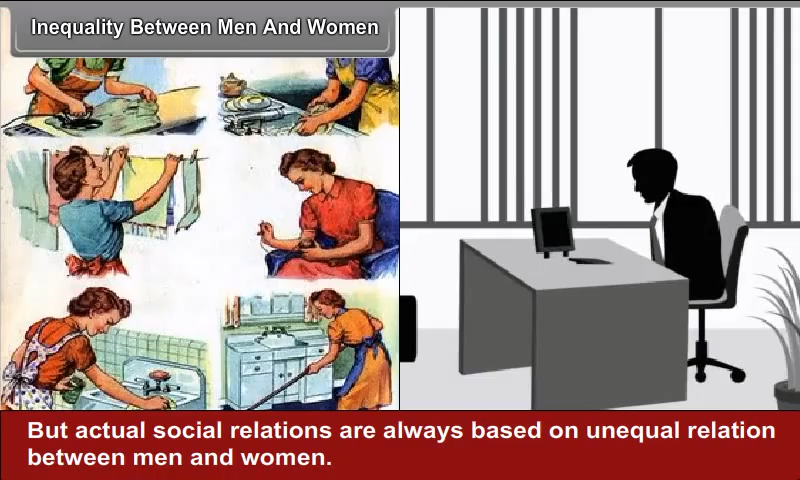 Inequality Between Men And Women
But actual social relations are always based on unequal relation
between men and women.